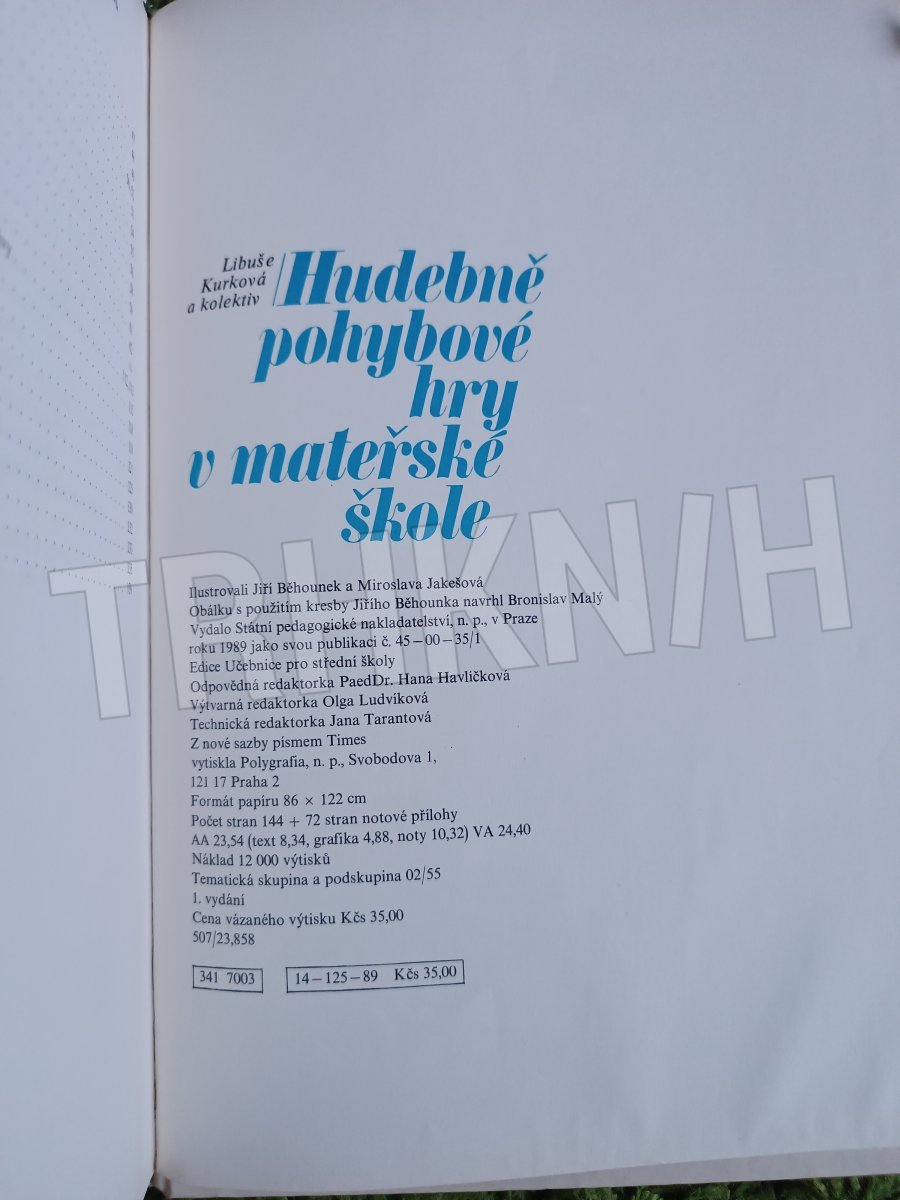 Libuše
Kurková
a kolektiv
Hudebně
pohybové
hry
v mateřské
škole
Ilustrovali Jiří Běhounek a Miroslava Jakešová
Obálku s použitím kresby Jiřího Běhounka navrhl Bronislav Malý
Vydalo Státní pedagogické nakladatelství, n. p., v Praze
roku 1989 jako svou publikaci č. 45—00—35/1
Edice Učebnice pro střední školy
Odpovědná redaktorka PaedDr. Hana Havlíčková
Výtvarná redaktorka Olga Ludvíková
Technická redaktorka Jana Tarantová
Z nové sazby písmem Times
vytiskla Polygrafia, n. p., Svobodova 1,
121 17 Praha 2
Formát papíru 86 × 122 cm
Počet stran 144 + 72 stran notové přílohy
AA 23,54 (text 8,34, grafika 4,88, noty 10,32) VA 24,40
Náklad 12 000 výtisků
Tematická skupina a podskupina 02/55
1. vydání
Cena vázaného výtisku Kčs 35,00
507/23,858
341 7003
14—125—89 Kčs 35,00
TRHKNIH